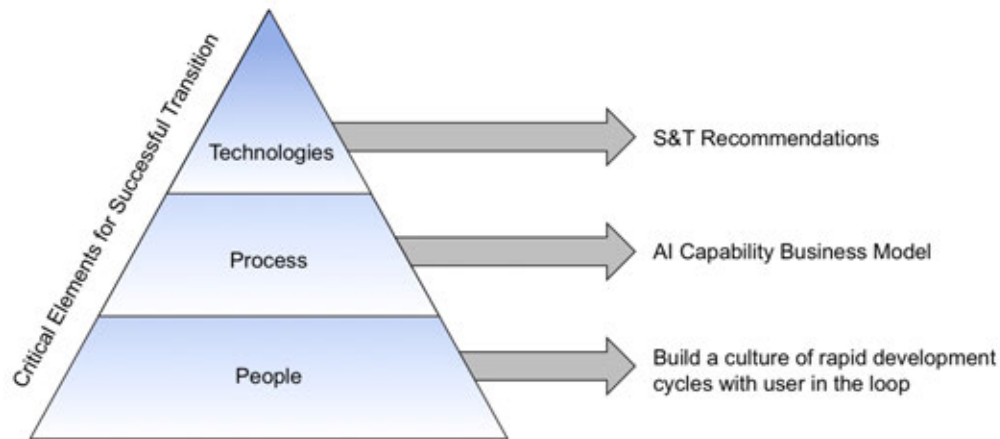 Critical Elements for Successful Transition
Technologies
S&T Recommendations
Process
AI Capability Business Model
People
Build a culture of rapid development
cycles with user in the loop